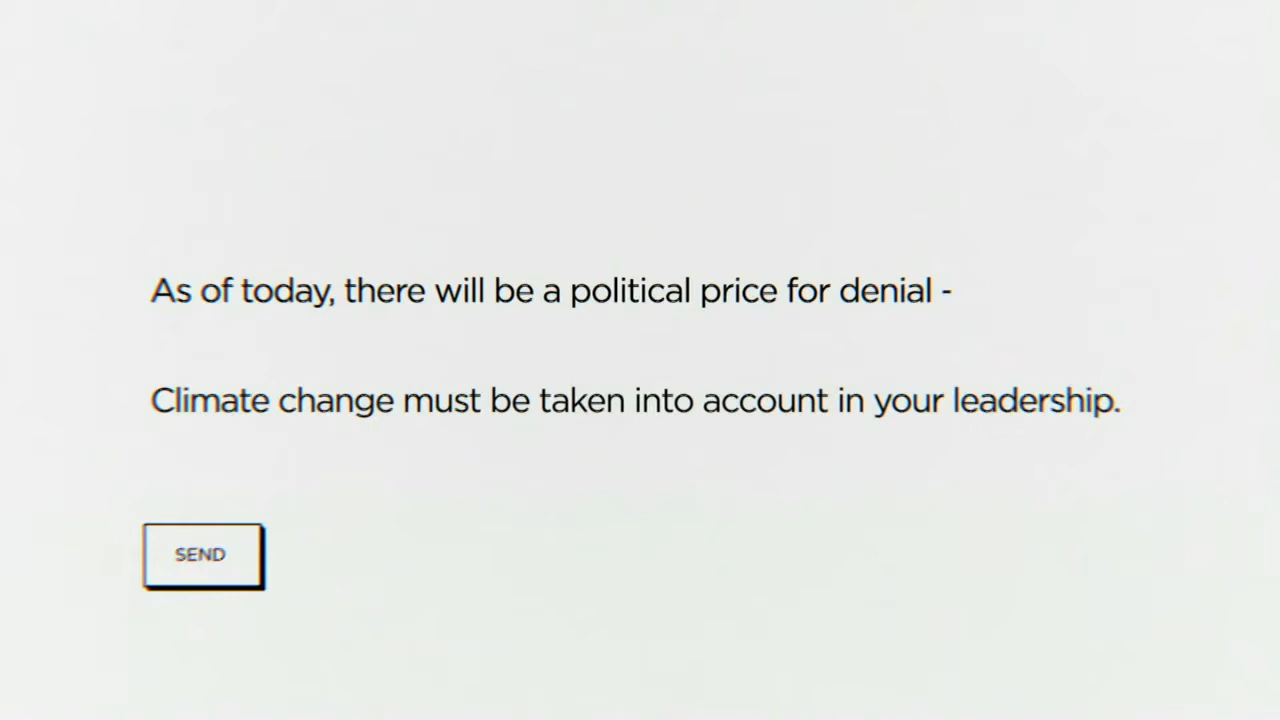 As of today, there will be a political price for denial -
Climate change must be taken into account in your leadership.
SEND